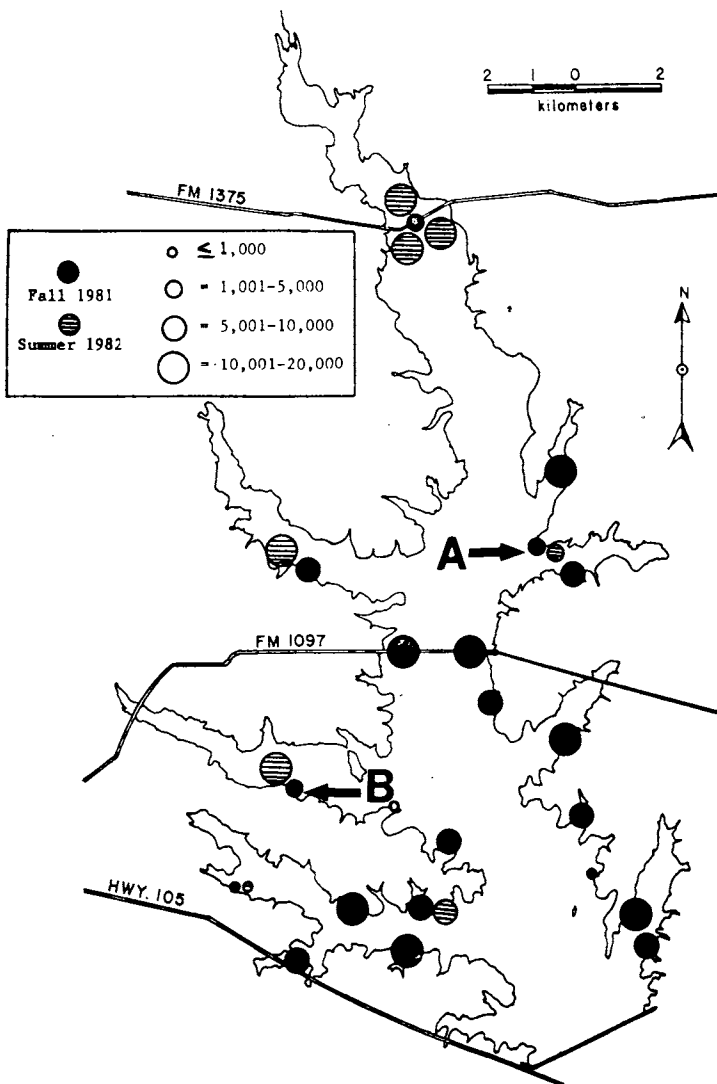 2 1 0 2
kilometers
FM 1375
≤ 1,000
= 1,001-5,000
Fall 1981
= 5,001-10,000
Summer 1982
= 10,001-20,000
N
A
FM 1097
B
HWY. 105